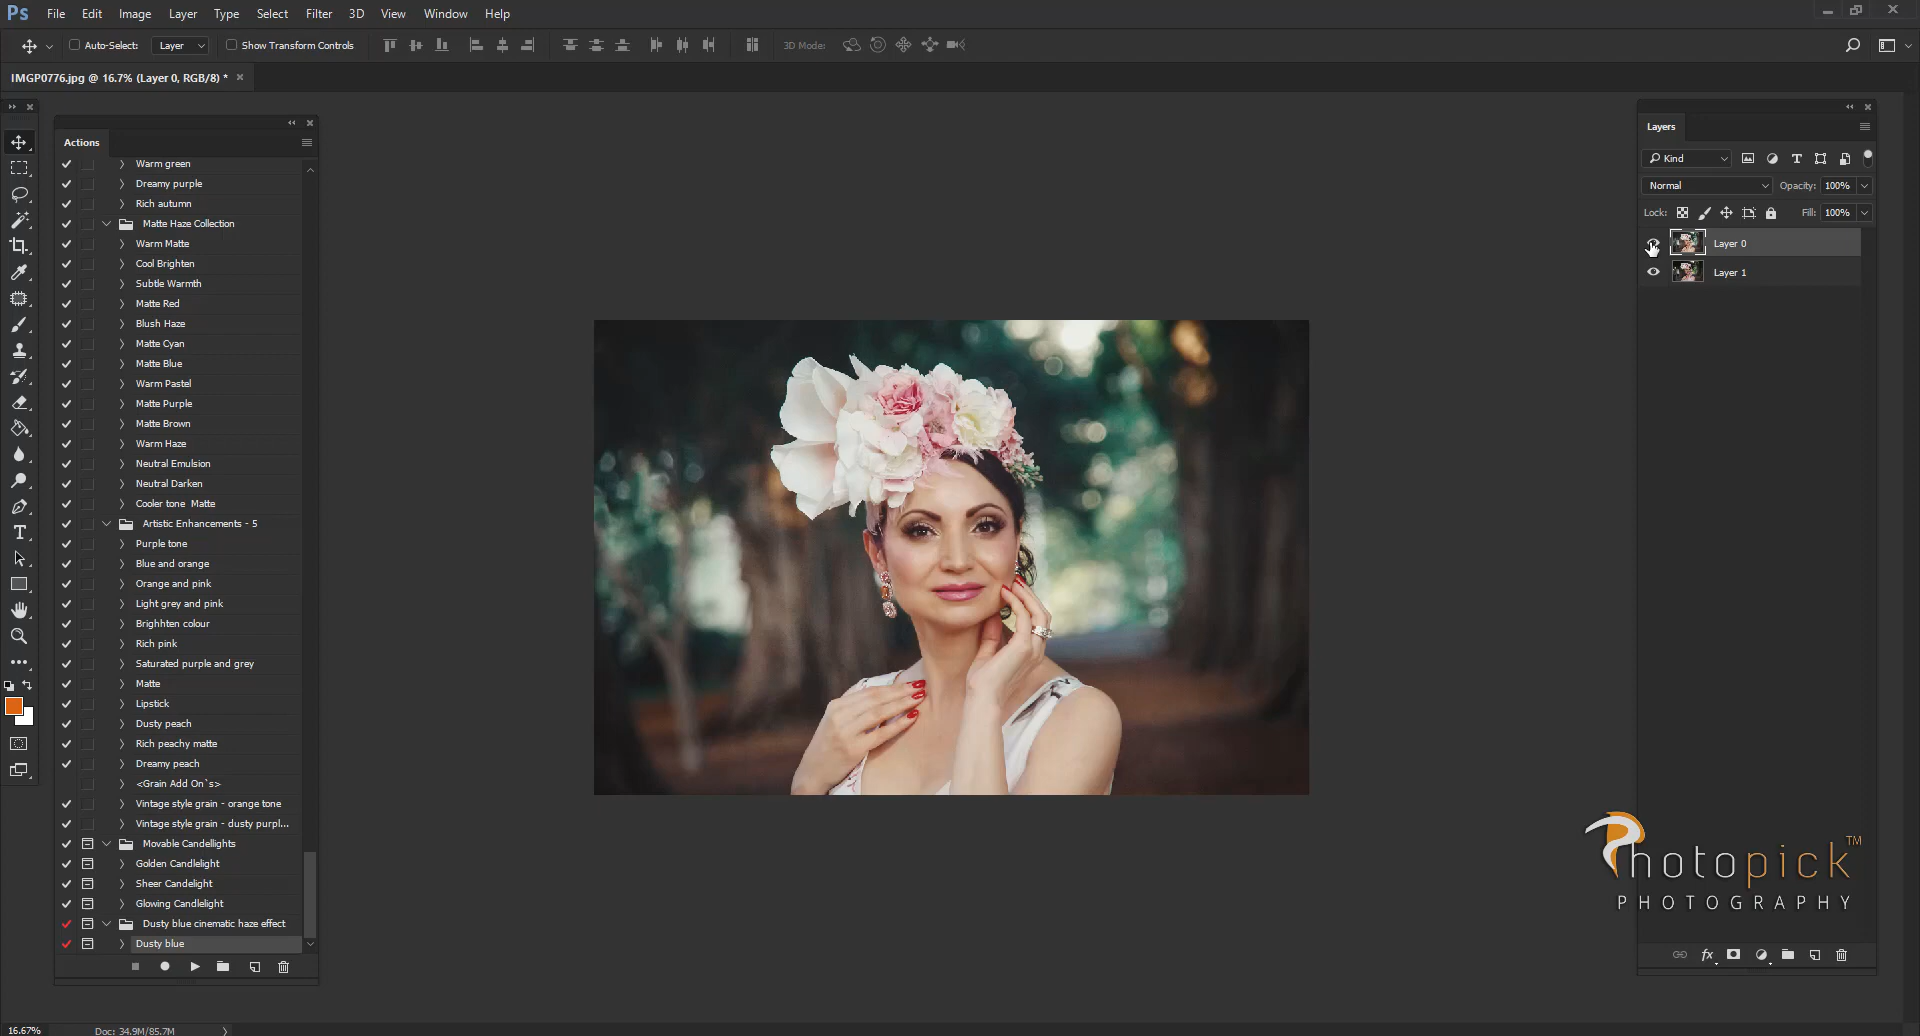 Ps File Edit Image Layer Type Select Filter 3D View Window Help
Auto-Select: Layer Show Transform Controls 3D Mode:
IMGP0776.jpg @ 16.7% (Layer 0, RGB/8) *
Actions
Warm green
Dreamy purple
Rich autumn
Matte Haze Collection
Warm Matte
Cool Brighten
Subtle Warmth
Matte Red
Blush Haze
Matte Cyan
Matte Blue
Warm Pastel
Matte Purple
Matte Brown
Warm Haze
Neutral Emulsion
Neutral Darken
Cooler tone Matte
Artistic Enhancements - 5
Purple tone
Blue and orange
Orange and pink
Light grey and pink
Brighhten colour
Rich pink
Saturated purple and grey
Matte
Lipstick
Dusty peach
Rich peachy matte
Dreamy peach
<Grain Add On`s>
Vintage style grain - orange tone
Vintage style grain - dusty purpl...
Movable Candellights
Golden Candlelight
Sheer Candelight
Glowing Candlelight
Dusty blue cinematic haze effect
Dusty blue
Layers
Kind
Normal Opacity: 100%
Lock: Fill: 100%
Layer 0
Layer 1
Photopick™
PHOTOGRAPHY
16.67% Doc: 34.9M/85.7M